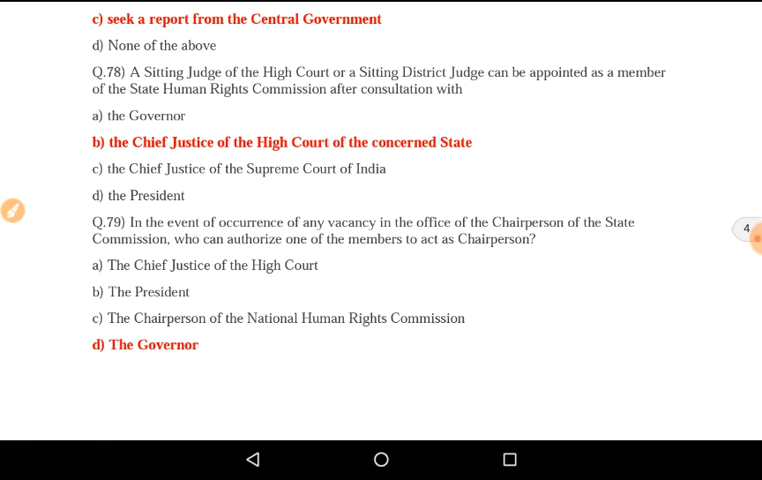 c) seek a report from the Central Government
d) None of the above
Q.78) A Sitting Judge of the High Court or a Sitting District Judge can be appointed as a member
of the State Human Rights Commission after consultation with
a) the Governor
b) the Chief Justice of the High Court of the concerned State
c) the Chief Justice of the Supreme Court of India
d) the President
Q.79) In the event of occurrence of any vacancy in the office of the Chairperson of the State
Commission, who can authorize one of the members to act as Chairperson?
4
a) The Chief Justice of the High Court
b) The President
c) The Chairperson of the National Human Rights Commission
d) The Governor